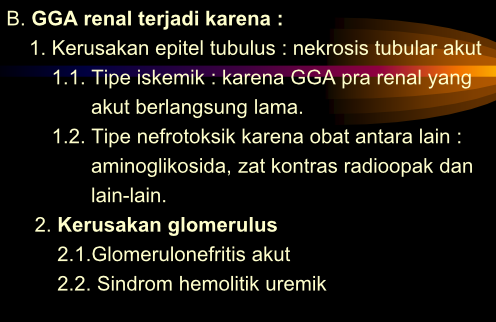 B. GGA renal terjadi karena :
1. Kerusakan epitel tubulus : nekrosis tubular akut
1.1. Tipe iskemik : karena GGA pra renal yang
akut berlangsung lama.
1.2. Tipe nefrotoksik karena obat antara lain :
aminoglikosida, zat kontras radioopak dan
lain-lain.
2. Kerusakan glomerulus
2.1.Glomerulonefritis akut
2.2. Sindrom hemolitik uremik